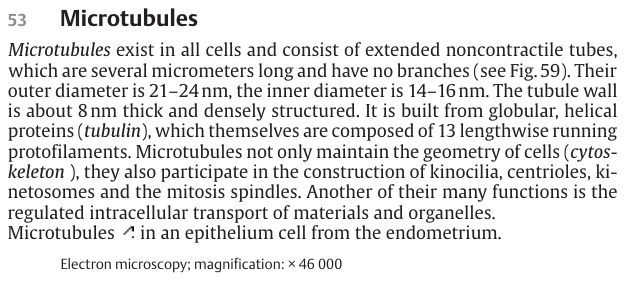 53 Microtubules
Microtubules exist in all cells and consist of extended noncontractile tubes,
which are several micrometers long and have no branches (see Fig. 59). Their
outer diameter is 21–24 nm, the inner diameter is 14–16 nm. The tubule wall
is about 8 nm thick and densely structured. It is built from globular, helical
proteins (tubulin), which themselves are composed of 13 lengthwise running
protofilaments. Microtubules not only maintain the geometry of cells (cytos-
keleton ), they also participate in the construction of kinocilia, centrioles, ki-
netosomes and the mitosis spindles. Another of their many functions is the
regulated intracellular transport of materials and organelles.
Microtubules ↗ in an epithelium cell from the endometrium.
Electron microscopy; magnification: × 46 000